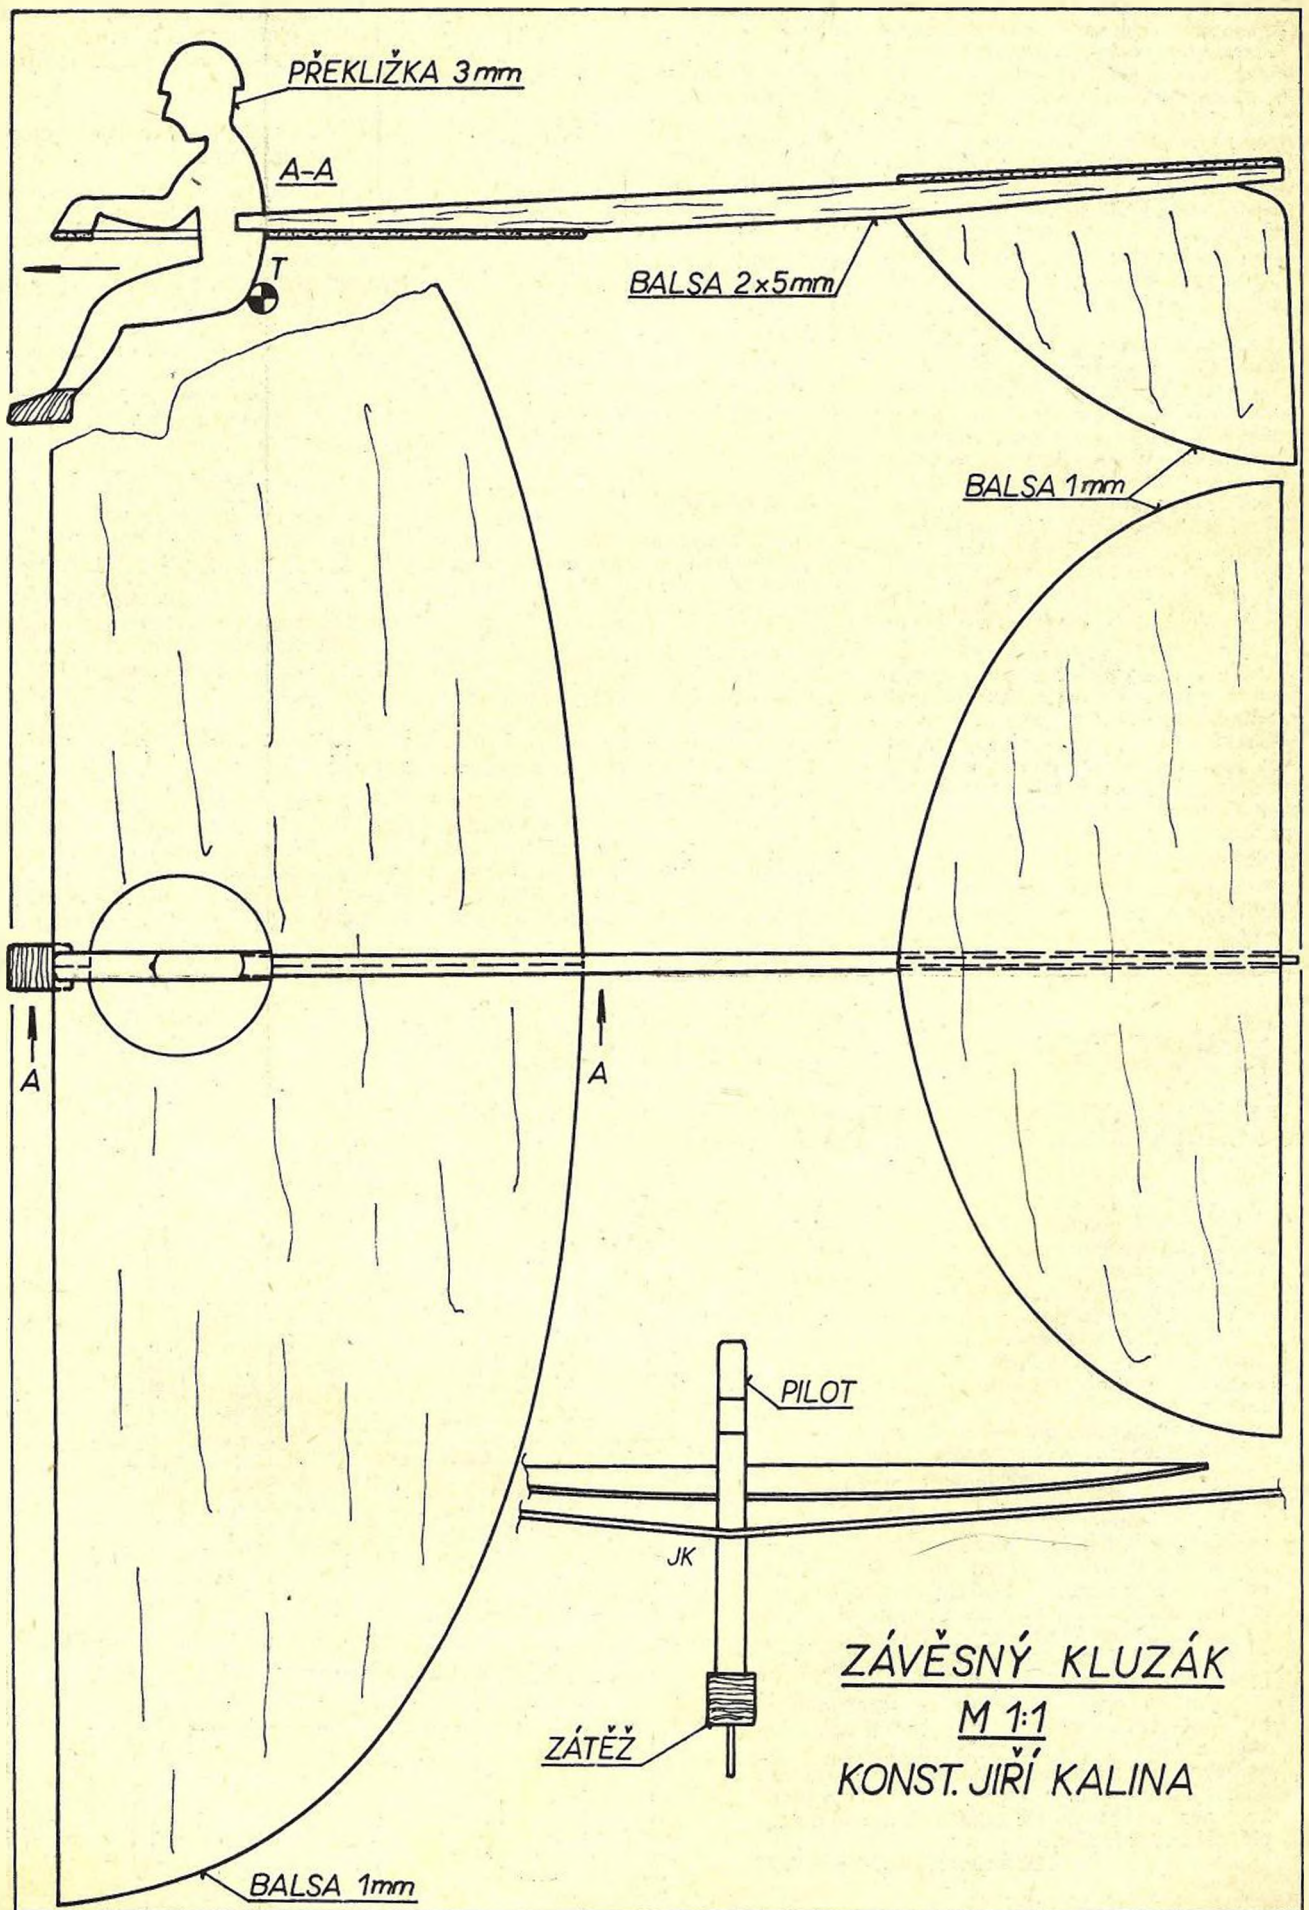 PŘEKLIŽKA 3mm
A-A
T
BALSA 2x5mm
BALSA 1mm
A
A
PILOT
JK
ZÁVĚSNÝ KLUZÁK
M 1:1
ZÁTĚŽ
KONST. JIŘÍ KALINA
BALSA 1mm